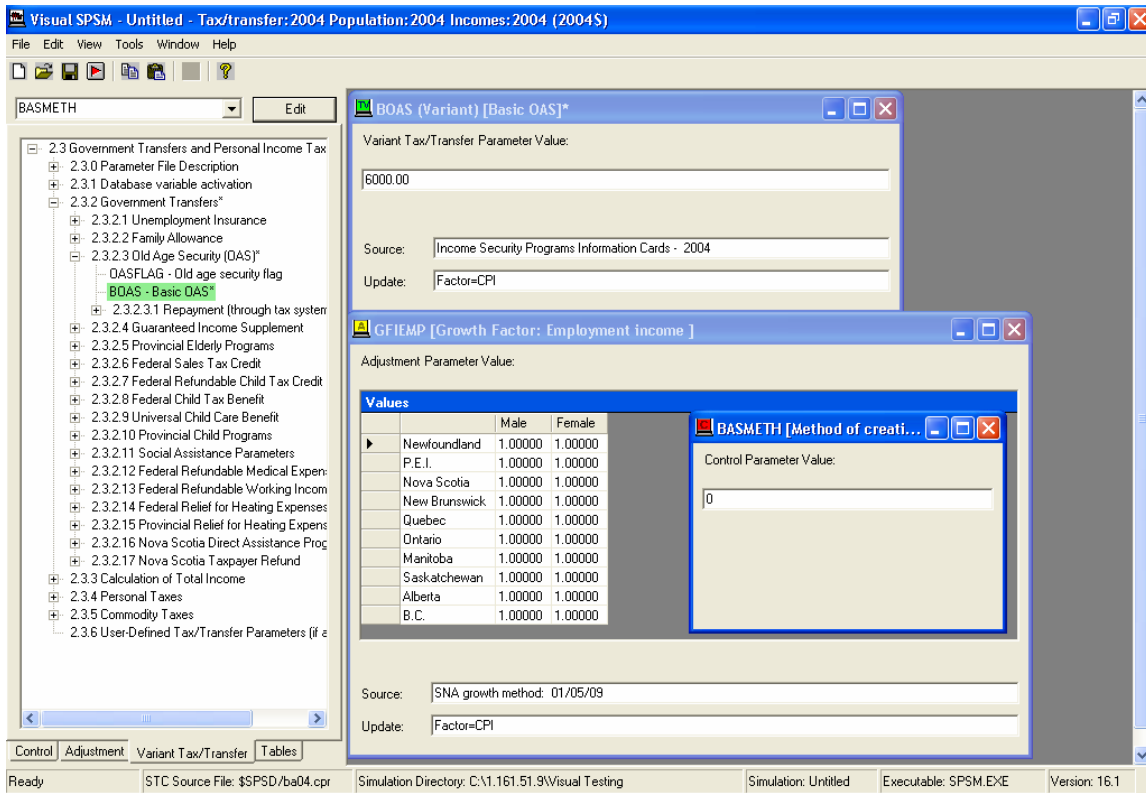 Visual SPSM - Untitled - Tax/transfer:2004 Population:2004 Incomes:2004 (2004$)
File Edit View Tools Window Help
BASMETH
Edit
2.3 Government Transfers and Personal Income Tax
2.3.0 Parameter File Description
2.3.1 Database variable activation
2.3.2 Government Transfers*
2.3.2.1 Unemployment Insurance
2.3.2.2 Family Allowance
2.3.2.3 Old Age Security (OAS)*
OASFLAG - Old age security flag
BOAS - Basic OAS*
2.3.2.3.1 Repayment (through tax system
2.3.2.4 Guaranteed Income Supplement
2.3.2.5 Provincial Elderly Programs
2.3.2.6 Federal Sales Tax Credit
2.3.2.7 Federal Refundable Child Tax Credit
2.3.2.8 Federal Child Tax Benefit
2.3.2.9 Universal Child Care Benefit
2.3.2.10 Provincial Child Programs
2.3.2.11 Social Assistance Parameters
2.3.2.12 Federal Refundable Medical Expen
2.3.2.13 Federal Refundable Working Incom
2.3.2.14 Federal Relief for Heating Expenses
2.3.2.15 Provincial Relief for Heating Expens
2.3.2.16 Nova Scotia Direct Assistance Prog
2.3.2.17 Nova Scotia Taxpayer Refund
2.3.3 Calculation of Total Income
2.3.4 Personal Taxes
2.3.5 Commodity Taxes
2.3.6 User-Defined Tax/Transfer Parameters (if a
Control Adjustment Variant Tax/Transfer Tables
TV BOAS (Variant) [Basic OAS]*
Variant Tax/Transfer Parameter Value:
6000.00
Source: Income Security Programs Information Cards - 2004
Update: Factor=CPI
A GFIEMP [Growth Factor: Employment income ]
Adjustment Parameter Value:
Values
Male Female
Newfoundland 1.00000 1.00000
P.E.I. 1.00000 1.00000
Nova Scotia 1.00000 1.00000
New Brunswick 1.00000 1.00000
Quebec 1.00000 1.00000
Ontario 1.00000 1.00000
Manitoba 1.00000 1.00000
Saskatchewan 1.00000 1.00000
Alberta 1.00000 1.00000
B.C. 1.00000 1.00000
Source: SNA growth method: 01/05/09
Update: Factor=CPI
C BASMETH [Method of creati...
Control Parameter Value:
0
Ready STC Source File: $SPSD/ba04.cpr Simulation Directory: C:\1.161.51.9\Visual Testing Simulation: Untitled Executable: SPSM.EXE Version: 16.1